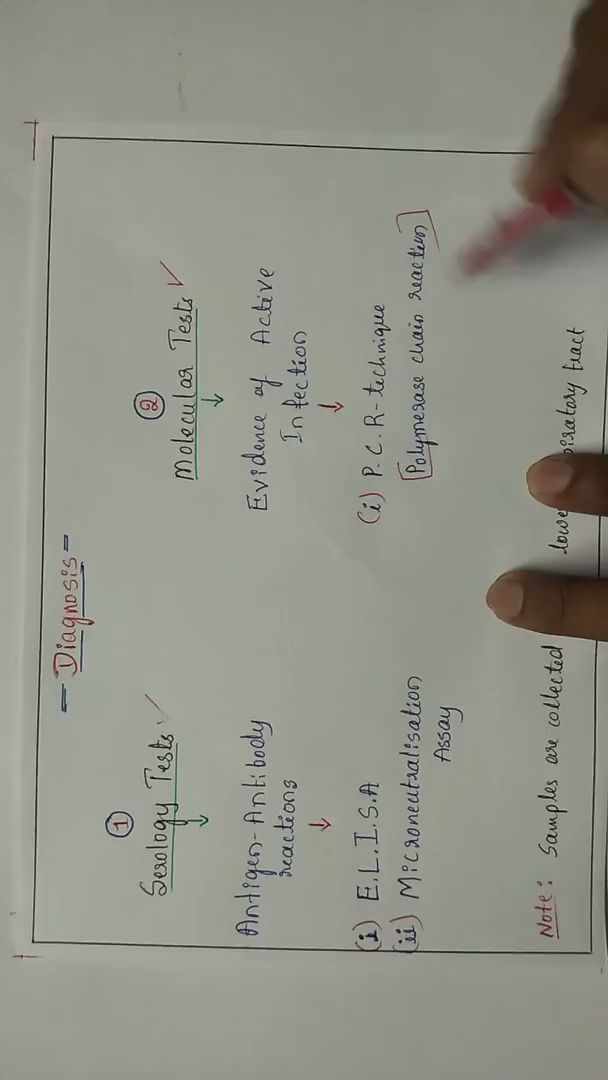 = Diagnosis =
①
Serology Tests ✓
↓
Antigen-Antibody
reactions
↓
(i) E.L.I.S.A
(ii) Microneutralisation
Assay
②
Molecular Tests ✓
↓
Evidence of Active
Infection
↓
(i) P.C.R-technique
[Polymerase chain reaction]
Note: Samples are collected tract